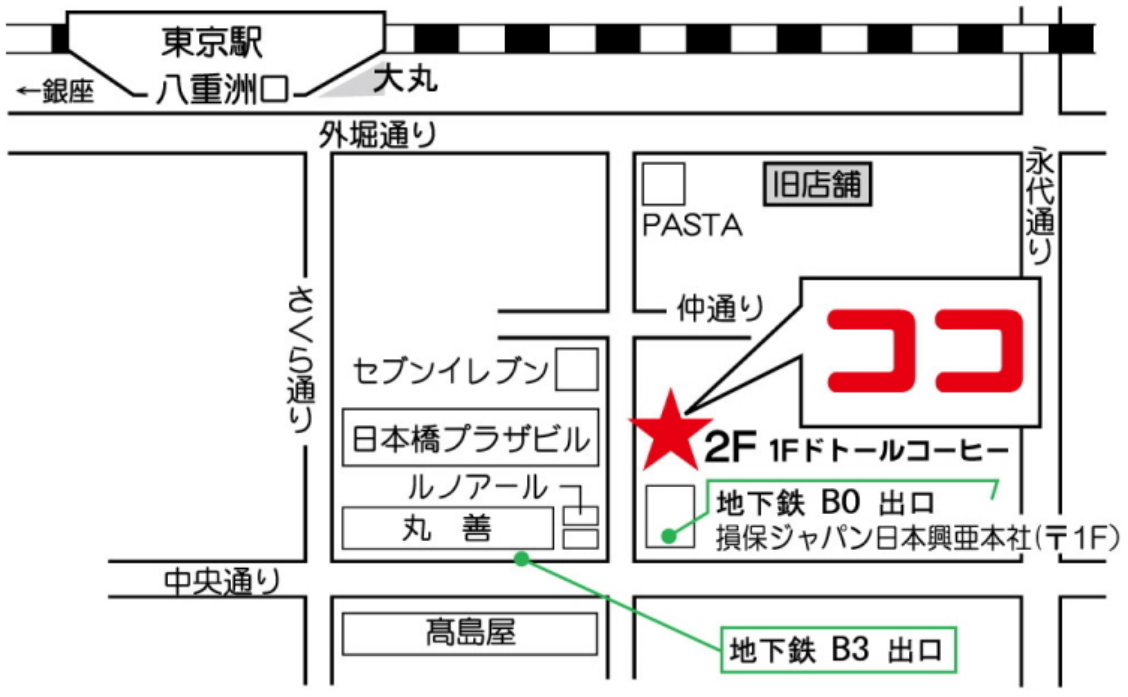 東京駅
八重洲口
←銀座
大丸
外堀通り
永代通り
旧店舗
PASTA
さくら通り
仲通り
ココ
セブンイレブン
日本橋プラザビル
2F 1Fドトールコーヒー
ルノアール
丸 善
地下鉄 B0 出口
損保ジャパン日本興亜本社(〒1F)
中央通り
髙島屋
地下鉄 B3 出口